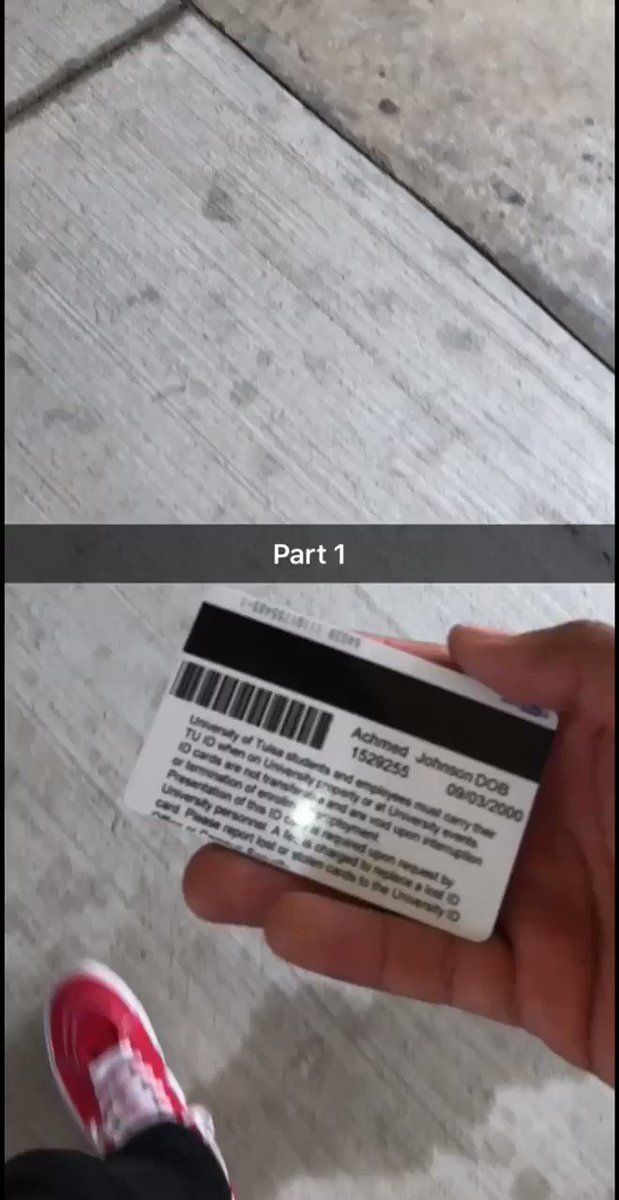 Part 1
Achmed Johnson DOB
1529255 09/03/2000
University of Tulsa students and employees must carry their
TU ID when on University property or at University events.
ID cards are not and are void upon interruption
or termination of
Presentation of this ID required upon request by
University personnel. A is charged to replace a lost ID
card. Please report lost or stolen cards to the University ID